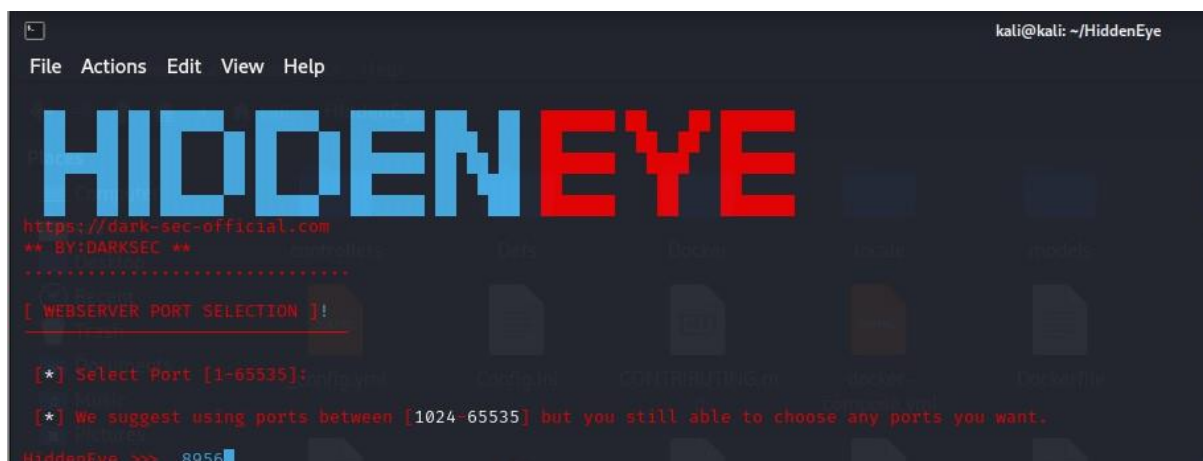 kali@kali: ~/HiddenEye
File Actions Edit View Help
HIDDENEYE
https://dark-sec-official.com
** BY:DARKSEC **
[ WEBSERVER PORT SELECTION ]!
[*] Select Port [1-65535]:
[*] We suggest using ports between [1024-65535] but you still able to choose any ports you want.
HiddenEye >>> 8956